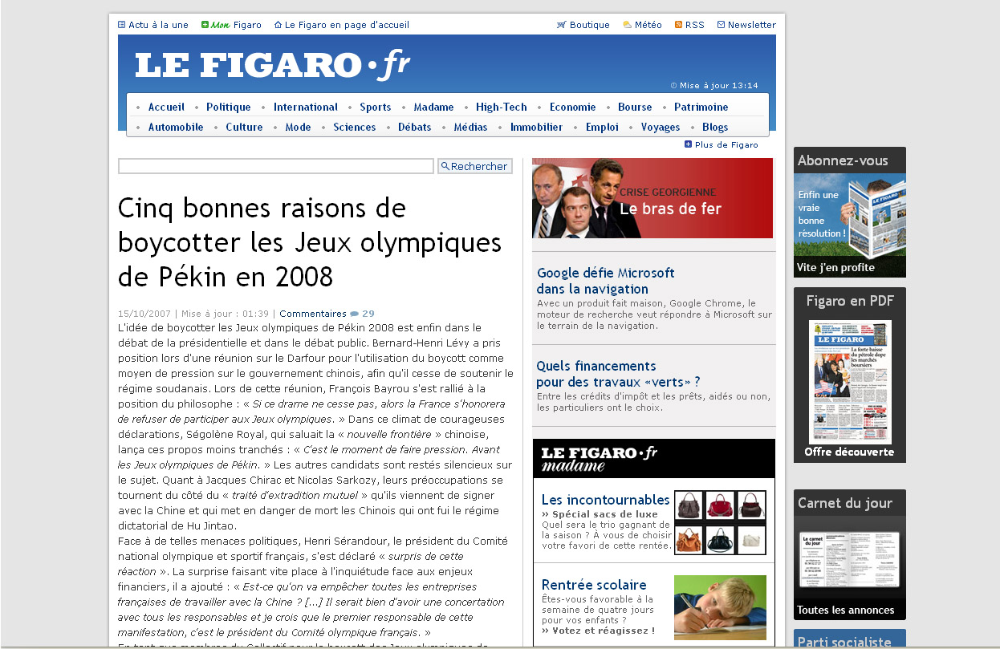 Actu à la une
Mon Figaro
Le Figaro en page d'accueil
Boutique
Météo
RSS
Newsletter
LE FIGARO·fr
Mise à jour 13:14
Accueil • Politique • International • Sports • Madame • High-Tech • Economie • Bourse • Patrimoine
Automobile • Culture • Mode • Sciences • Débats • Médias • Immobilier • Emploi • Voyages • Blogs
Plus de Figaro
Rechercher
Cinq bonnes raisons de
boycotter les Jeux olympiques
de Pékin en 2008
15/10/2007 | Mise à jour : 01:39 | Commentaires 29
L'idée de boycotter les Jeux olympiques de Pékin 2008 est enfin dans le
débat de la présidentielle et dans le débat public. Bernard-Henri Lévy a pris
position lors d'une réunion sur le Darfour pour l'utilisation du boycott comme
moyen de pression sur le gouvernement chinois, afin qu'il cesse de soutenir le
régime soudanais. Lors de cette réunion, François Bayrou s'est rallié à la
position du philosophe : « Si ce drame ne cesse pas, alors la France s'honorera
de refuser de participer aux Jeux olympiques. » Dans ce climat de courageuses
déclarations, Ségolène Royal, qui salua la « nouvelle frontière » chinoise,
lança ces propos moins tranchés : « C'est le moment de faire pression. Avant
les Jeux olympiques de Pékin. » Les autres candidats sont restés silencieux sur
le sujet. Quant à Jacques Chirac et Nicolas Sarkozy, leurs préoccupations se
tournent du côté du « traité d'extradition mutuel » qu'ils viennent de signer
avec la Chine et qui met en danger de mort les Chinois qui ont fui le régime
dictatorial de Hu Jintao.
Face à de telles menaces politiques, Henri Sérandour, le président du Comité
national olympique et sportif français, s'est déclaré « surpris de cette
réaction ». La surprise faisant place à l'inquiétude face aux enjeux
financiers, il a ajouté : « Est-ce qu'on va empêcher toutes les entreprises
françaises de travailler avec la Chine ? [...] Il serait bien d'avoir une concertation
avec tous les responsables et je crois que le premier responsable de cette
manifestation, c'est le président du Comité olympique français. »
En tant que membres du Collectif pour le boycott des Jeux olympiques de
CRISE GEORGIENNE
Le bras de fer
Google défie Microsoft
dans la navigation
Avec un produit fait maison, Google Chrome, le
moteur de recherche veut répondre à Microsoft sur
le terrain de la navigation.
Quels financements
pour des travaux «verts» ?
Entre les crédits d'impôt et les prêts, aidés ou non,
les particuliers ont le choix.
LE FIGARO·fr
madame
Les incontournables
» Spécial sacs de luxe
Quel sera le trio gagnant de
la saison ? À vous de choisir
votre favori de cette rentrée.
Rentrée scolaire
Êtes-vous favorable à la
semaine de quatre jours
pour vos enfants ?
» Votez et réagissez !
Abonnez-vous
Enfin une
vraie
bonne
résolution !
LE FIGARO
Vite j'en profite
Figaro en PDF
LE FIGARO
La forte baisse
du pétrole dope
les marchés
boursiers
Offre découverte
Carnet du jour
Le carnet
du jour
Toutes les annonces
Parti socialiste